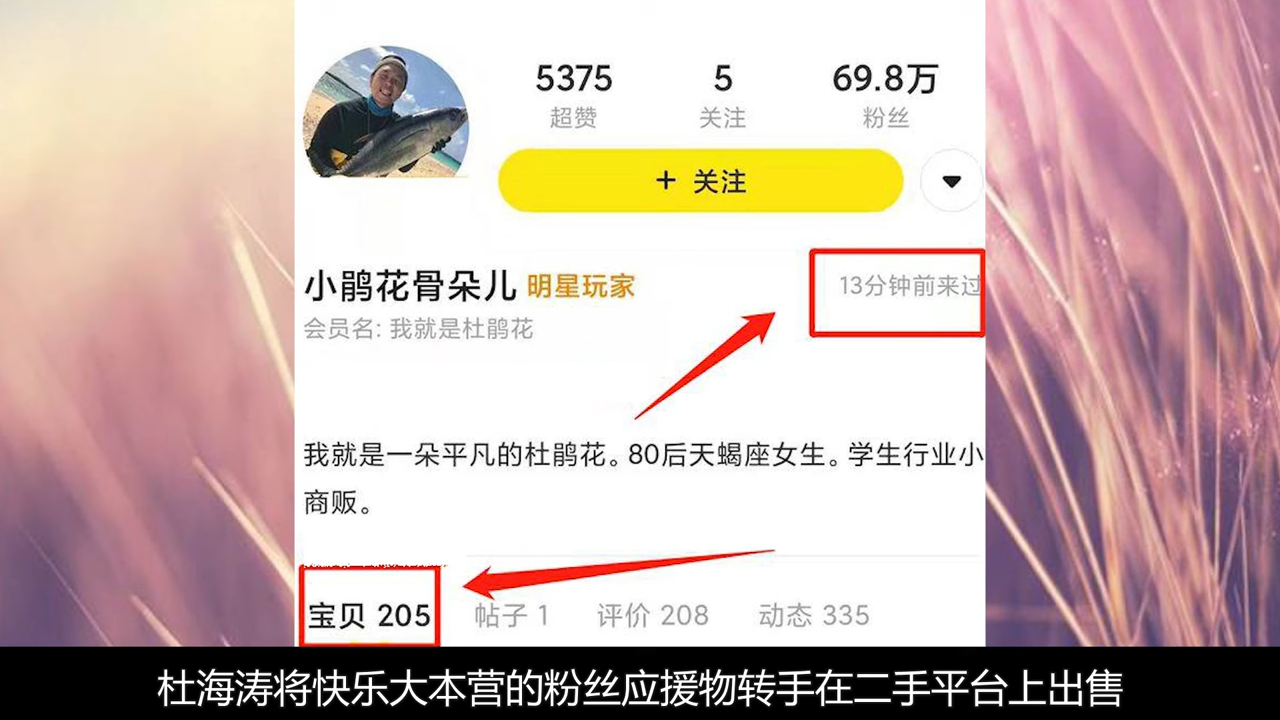 5375 5 69.8万
超赞 关注 粉丝
+ 关注
小鹃花骨朵儿 明星玩家 13分钟前来过
会员名: 我就是杜鹃花
我就是一朵平凡的杜鹃花。80后天蝎座女生。学生行业小
商贩。
宝贝 205 帖子 1 评价 208 动态 335
杜海涛将快乐大本营的粉丝应援物转手在二手平台上出售